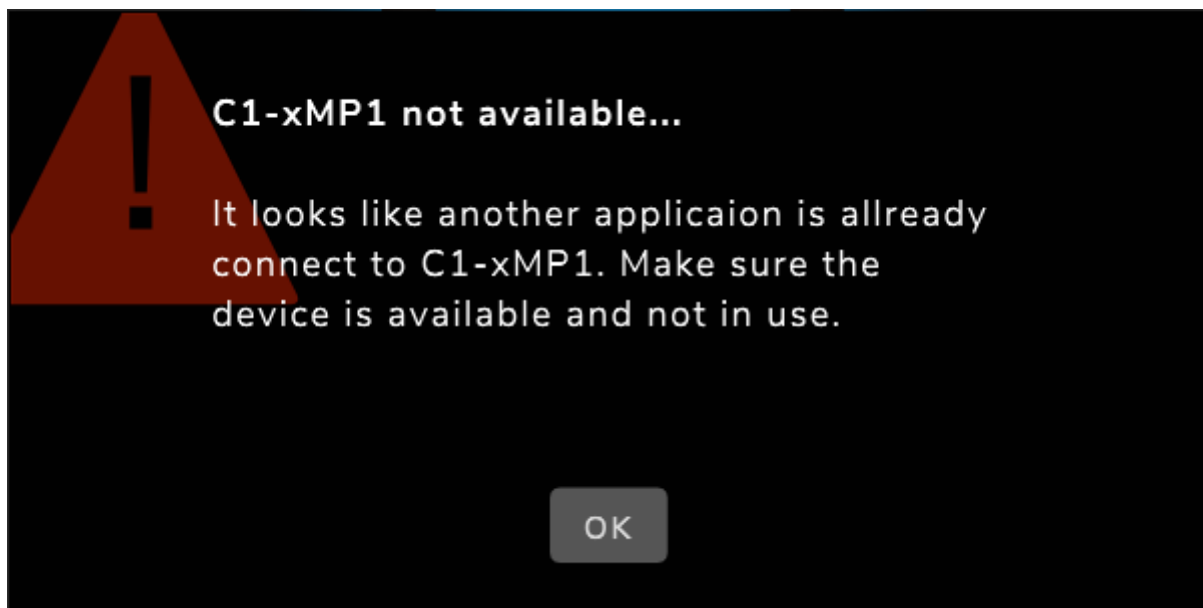 C1-xMP1 not available...
It looks like another applicaion is allready
connect to C1-xMP1. Make sure the
device is available and not in use.
OK